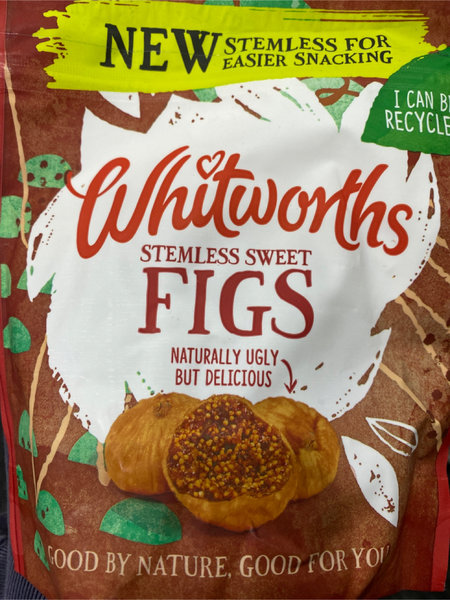 NEW STEMLESS FOR
EASIER SNACKING
I CAN BE
RECYCLE
Whitworths
STEMLESS SWEET
FIGS
NATURALLY UGLY
BUT DELICIOUS
GOOD BY NATURE, GOOD FOR YOU